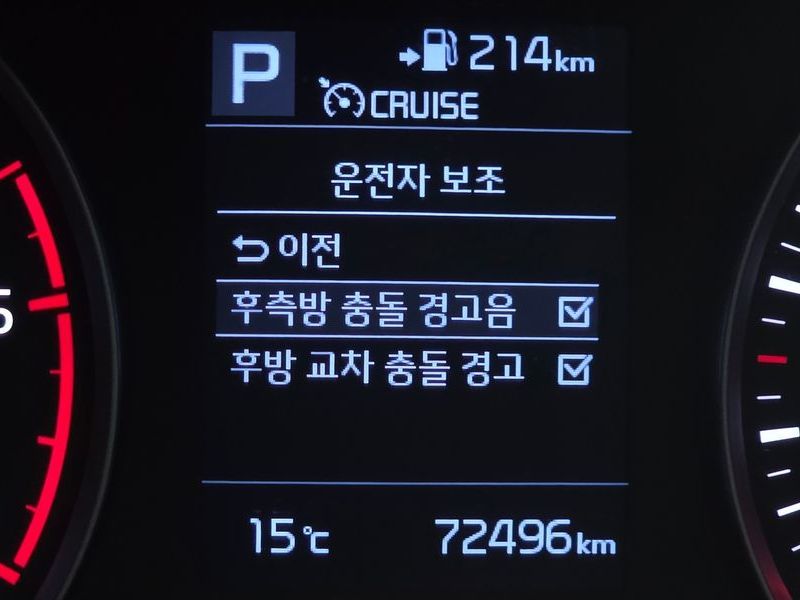 P 214km
CRUISE
운전자 보조
이전
후측방 충돌 경고음
후방 교차 충돌 경고
15℃ 72496km